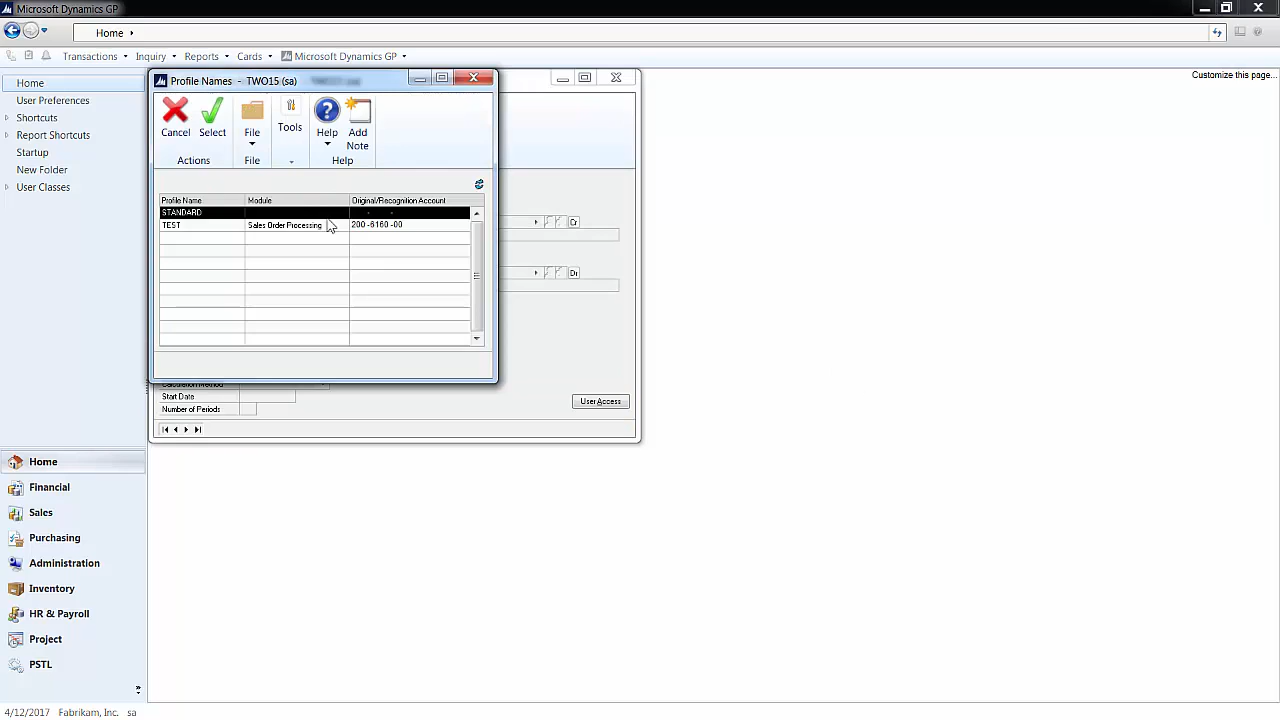 Microsoft Dynamics GP
Home
Transactions Inquiry Reports Cards Microsoft Dynamics GP
Customize this page...
Home
User Preferences
Shortcuts
Report Shortcuts
Startup
New Folder
User Classes
Profile Names - TWO15 (sa)
Cancel Select File Tools Help Add Note
Actions File Help
Profile Name Module Original/Recognition Account
STANDARD - -
TEST Sales Order Processing 200 -6160 -00
Cr
Dr
Calculation Method
Start Date
Number of Periods
User Access
Home
Financial
Sales
Purchasing
Administration
Inventory
HR & Payroll
Project
PSTL
4/12/2017 Fabrikam, Inc. sa